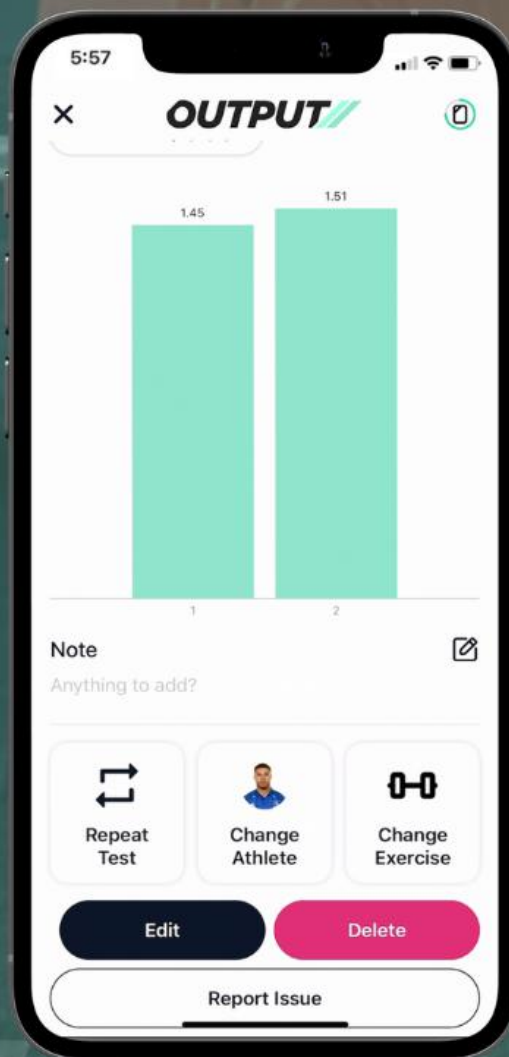 5:57
OUTPUT
1.45
1.51
1
2
Note
Anything to add?
Repeat
Test
Change
Athlete
Change
Exercise
Edit
Delete
Report Issue